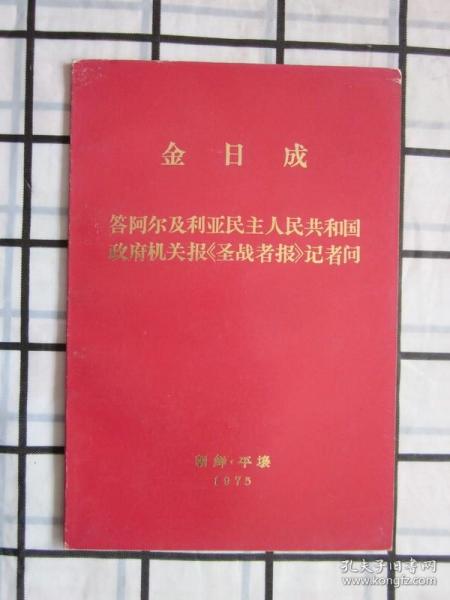 金日成
答阿尔及利亚民主人民共和国
政府机关报《圣战者报》记者问
朝鲜·平壤
1975
孔夫子旧书网
www.kongfz.com